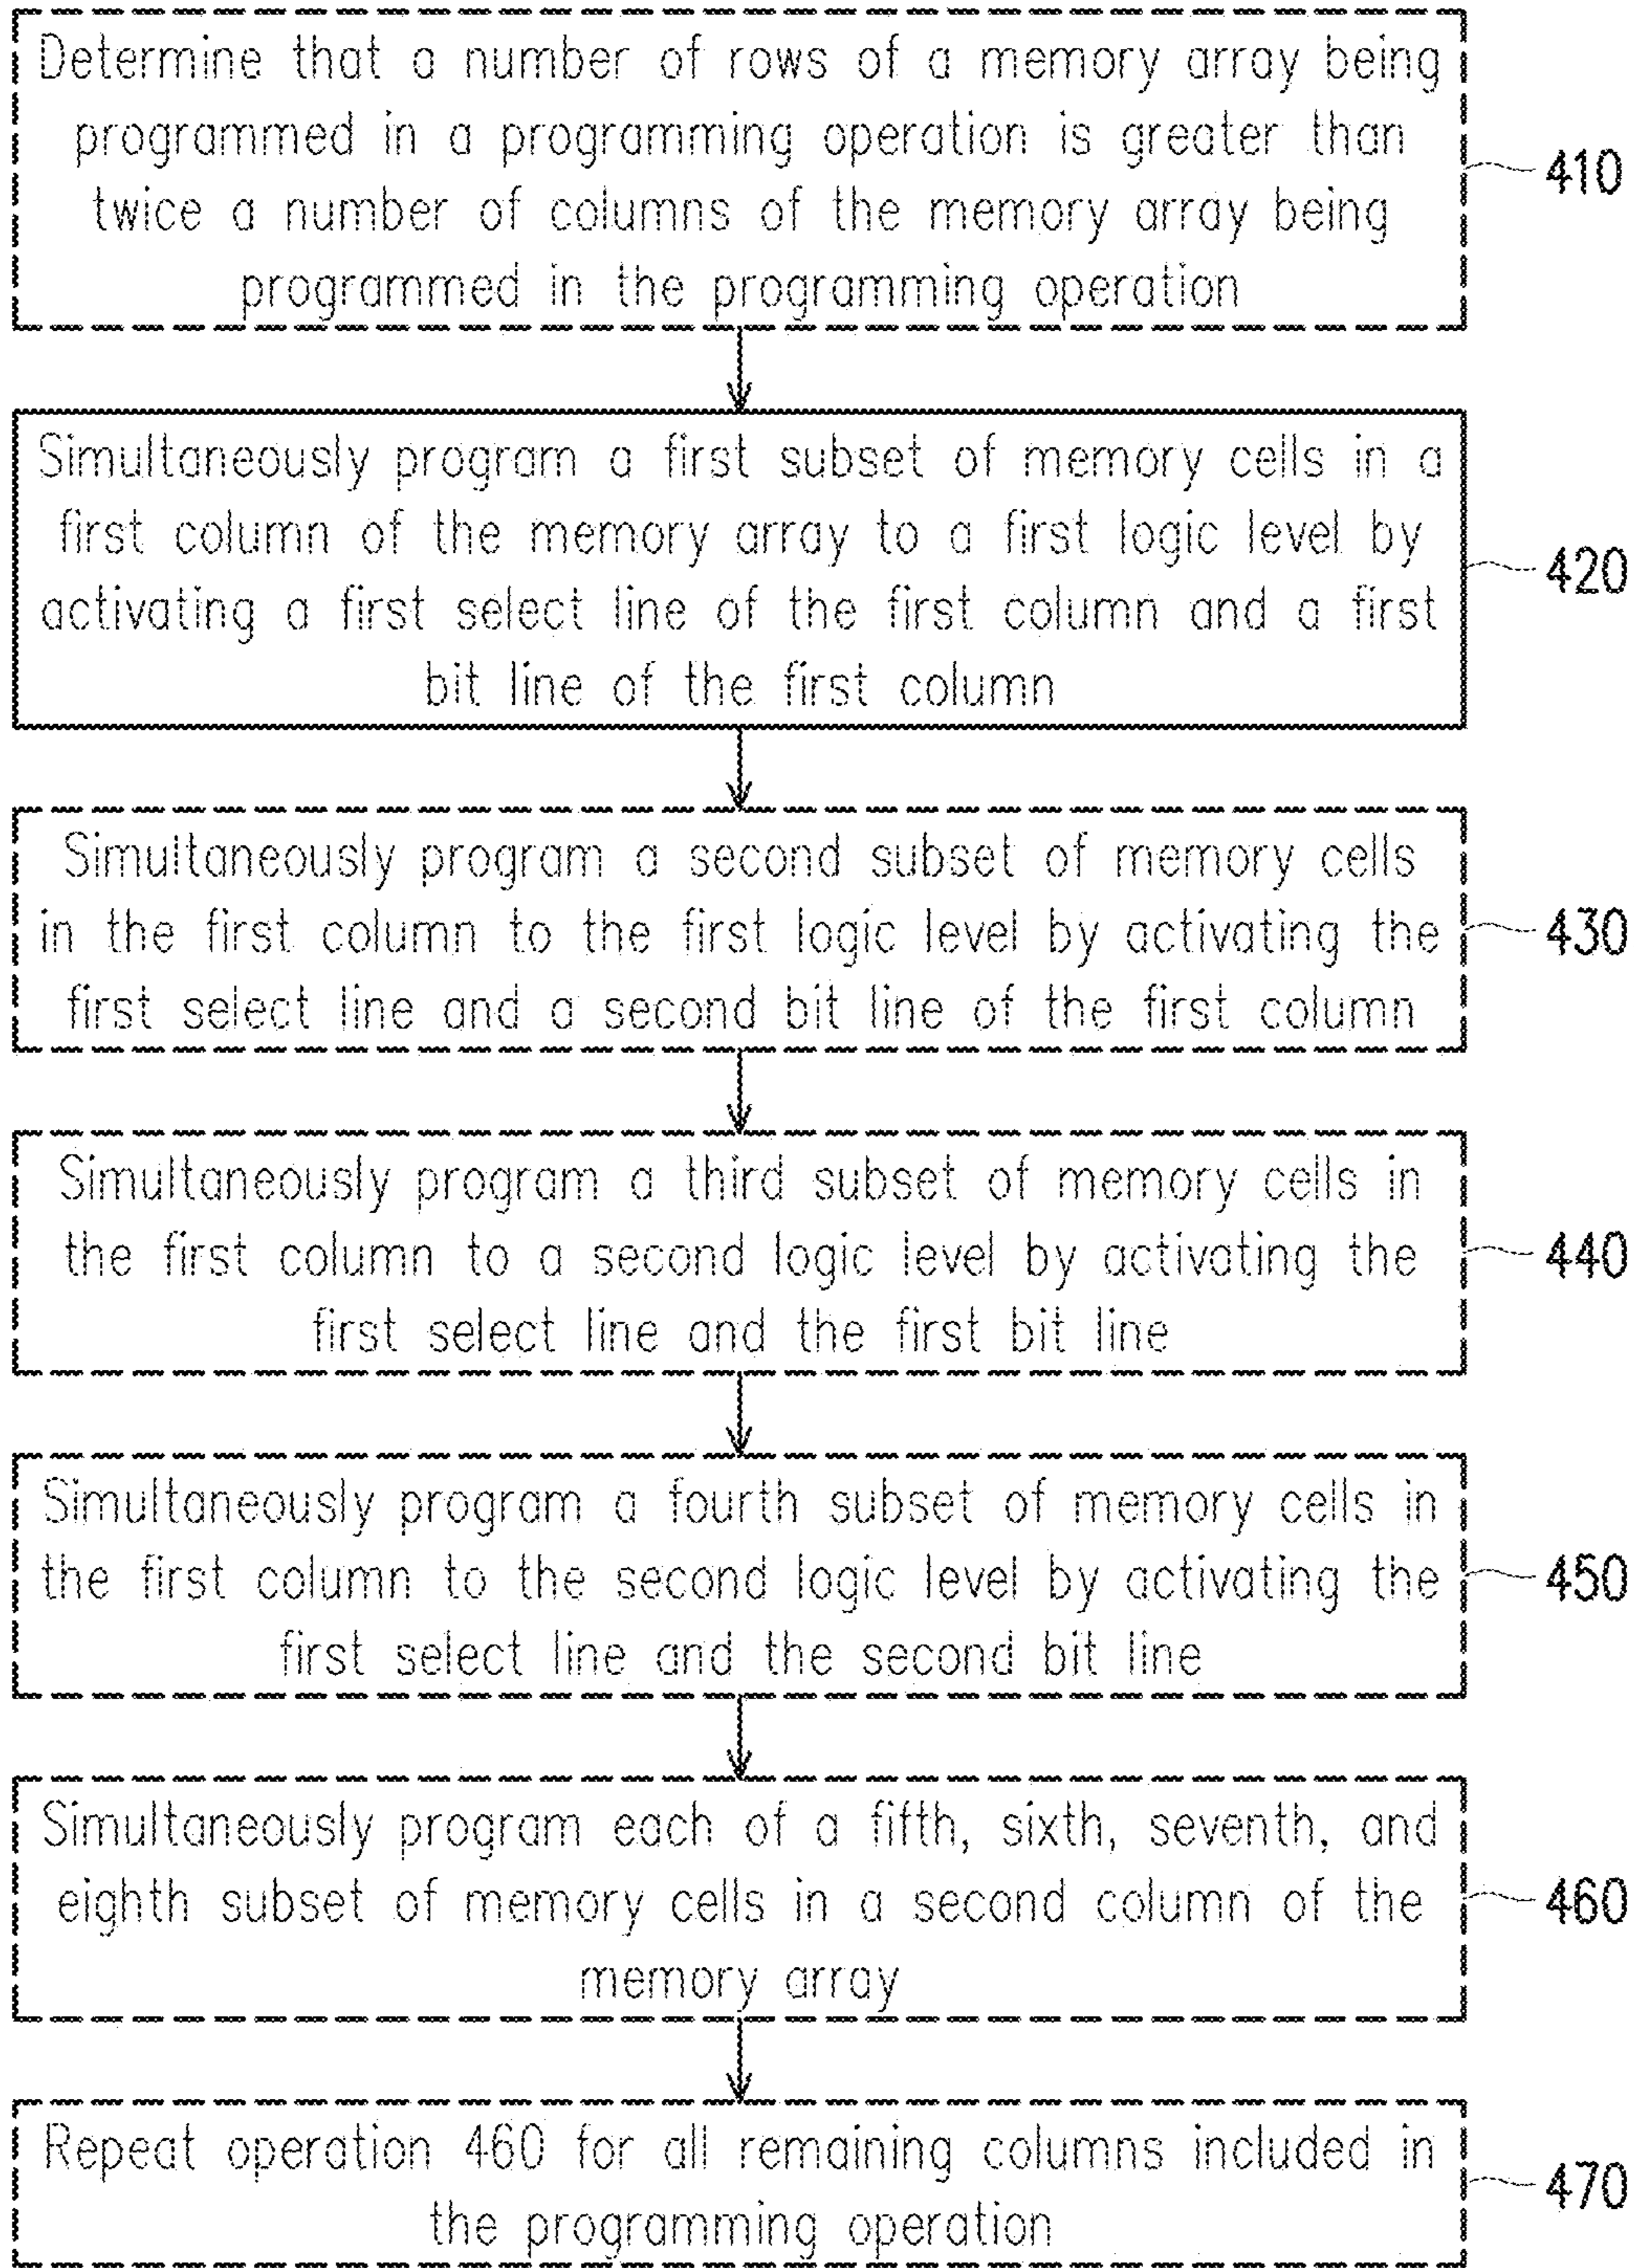 Determine that a number of rows of a memory array being
programmed in a programming operation is greater than
twice a number of columns of the memory array being
programmed in the programming operation
410
Simultaneously program a first subset of memory cells in a
first column of the memory array to a first logic level by
activating a first select line of the first column and a first
bit line of the first column
420
Simultaneously program a second subset of memory cells
in the first column to the first logic level by activating the
first select line and a second bit line of the first column
430
Simultaneously program a third subset of memory cells in
the first column to a second logic level by activating the
first select line and the first bit line
440
Simultaneously program a fourth subset of memory cells in
the first column to the second logic level by activating the
first select line and the second bit line
450
Simultaneously program each of a fifth, sixth, seventh, and
eighth subset of memory cells in a second column of the
memory array
460
Repeat operation 460 for all remaining columns included in
the programming operation
470